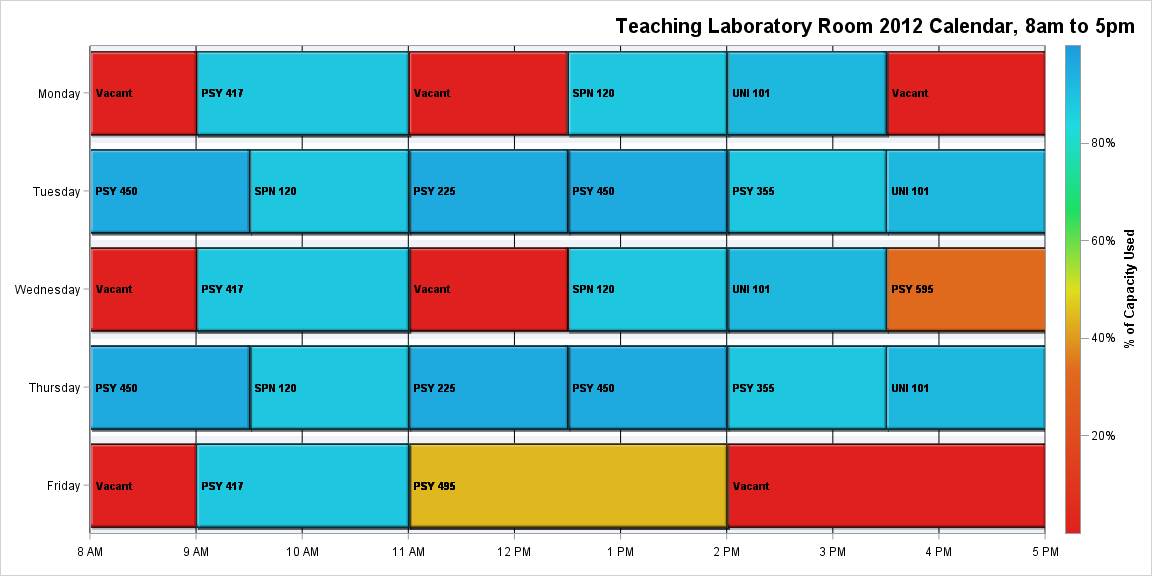 Teaching Laboratory Room 2012 Calendar, 8am to 5pm
Monday
Vacant
PSY 417
Vacant
SPN 120
UNI 101
Vacant
Tuesday
PSY 450
SPN 120
PSY 225
PSY 450
PSY 355
UNI 101
Wednesday
Vacant
PSY 417
Vacant
SPN 120
UNI 101
PSY 595
Thursday
PSY 450
SPN 120
PSY 225
PSY 450
PSY 355
UNI 101
Friday
Vacant
PSY 417
PSY 495
Vacant
8 AM
9 AM
10 AM
11 AM
12 PM
1 PM
2 PM
3 PM
4 PM
5 PM
80%
60%
40%
20%
% of Capacity Used